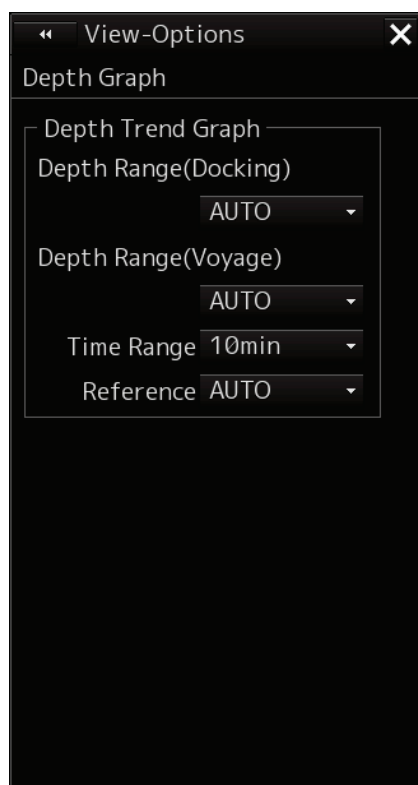 View-Options
Depth Graph
Depth Trend Graph
Depth Range(Docking)
AUTO
Depth Range(Voyage)
AUTO
Time Range 10min
Reference AUTO